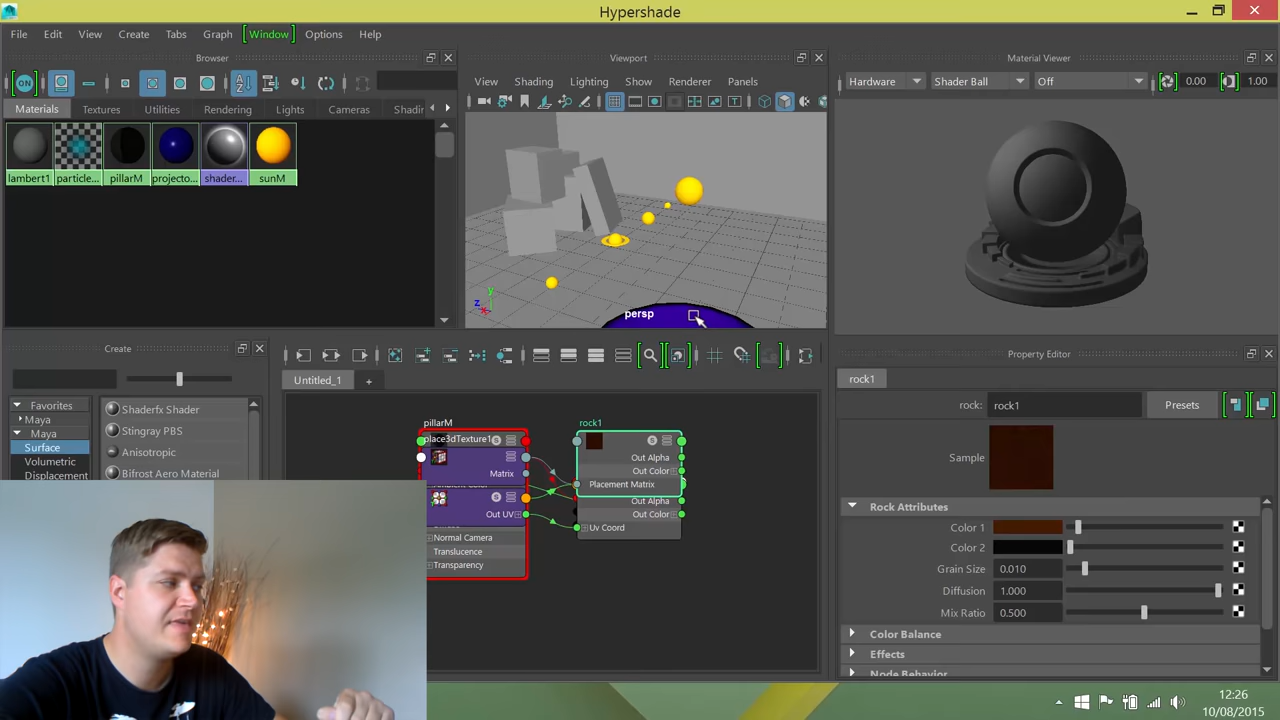 Hypershade
File Edit View Create Tabs Graph [Window] Options Help
Browser
ON
Materials Textures Utilities Rendering Lights Cameras Shadi
lambert1 particle... pillarM projecto... shader... sunM
Viewport
View Shading Lighting Show Renderer Panels
persp
y
z
Material Viewer
Hardware Shader Ball Off 0.00 1.00
Create
Favorites
Maya
Maya
Surface
Volumetric
Displacement
Shaderfx Shader
Stingray PBS
Anisotropic
Bifrost Aero Material
Untitled_1 +
pillarM
place3dTexture1
Matrix
Out UV
Normal Camera
Translucence
Transparency
rock1
Out Alpha
Out Color
Placement Matrix
Out Alpha
Out Color
Uv Coord
Property Editor
rock1
rock: rock1 Presets
Sample
Rock Attributes
Color 1
Color 2
Grain Size 0.010
Diffusion 1.000
Mix Ratio 0.500
Color Balance
Effects
Node Behavior
12:26
10/08/2015